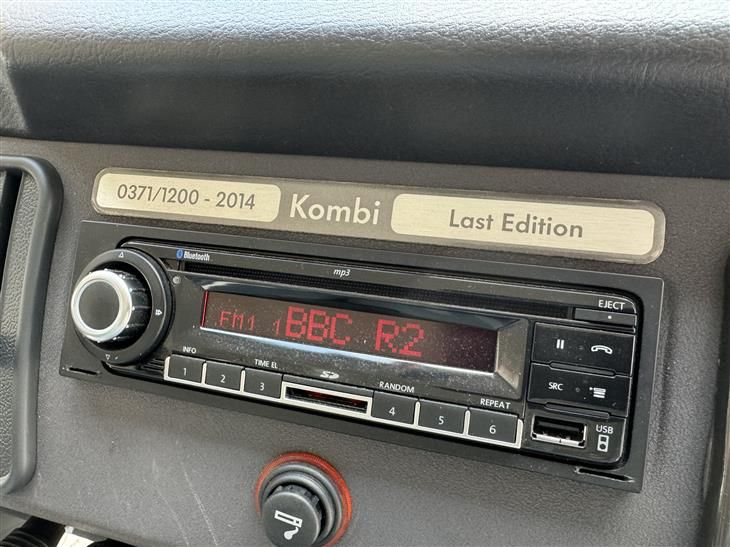 0371/1200 - 2014 Kombi Last Edition
Bluetooth
mp3
EJECT
FM1 1 BBC R2
INFO
TIME EL
SD
RANDOM
REPEAT
1 2 3 4 5 6
SRC
USB